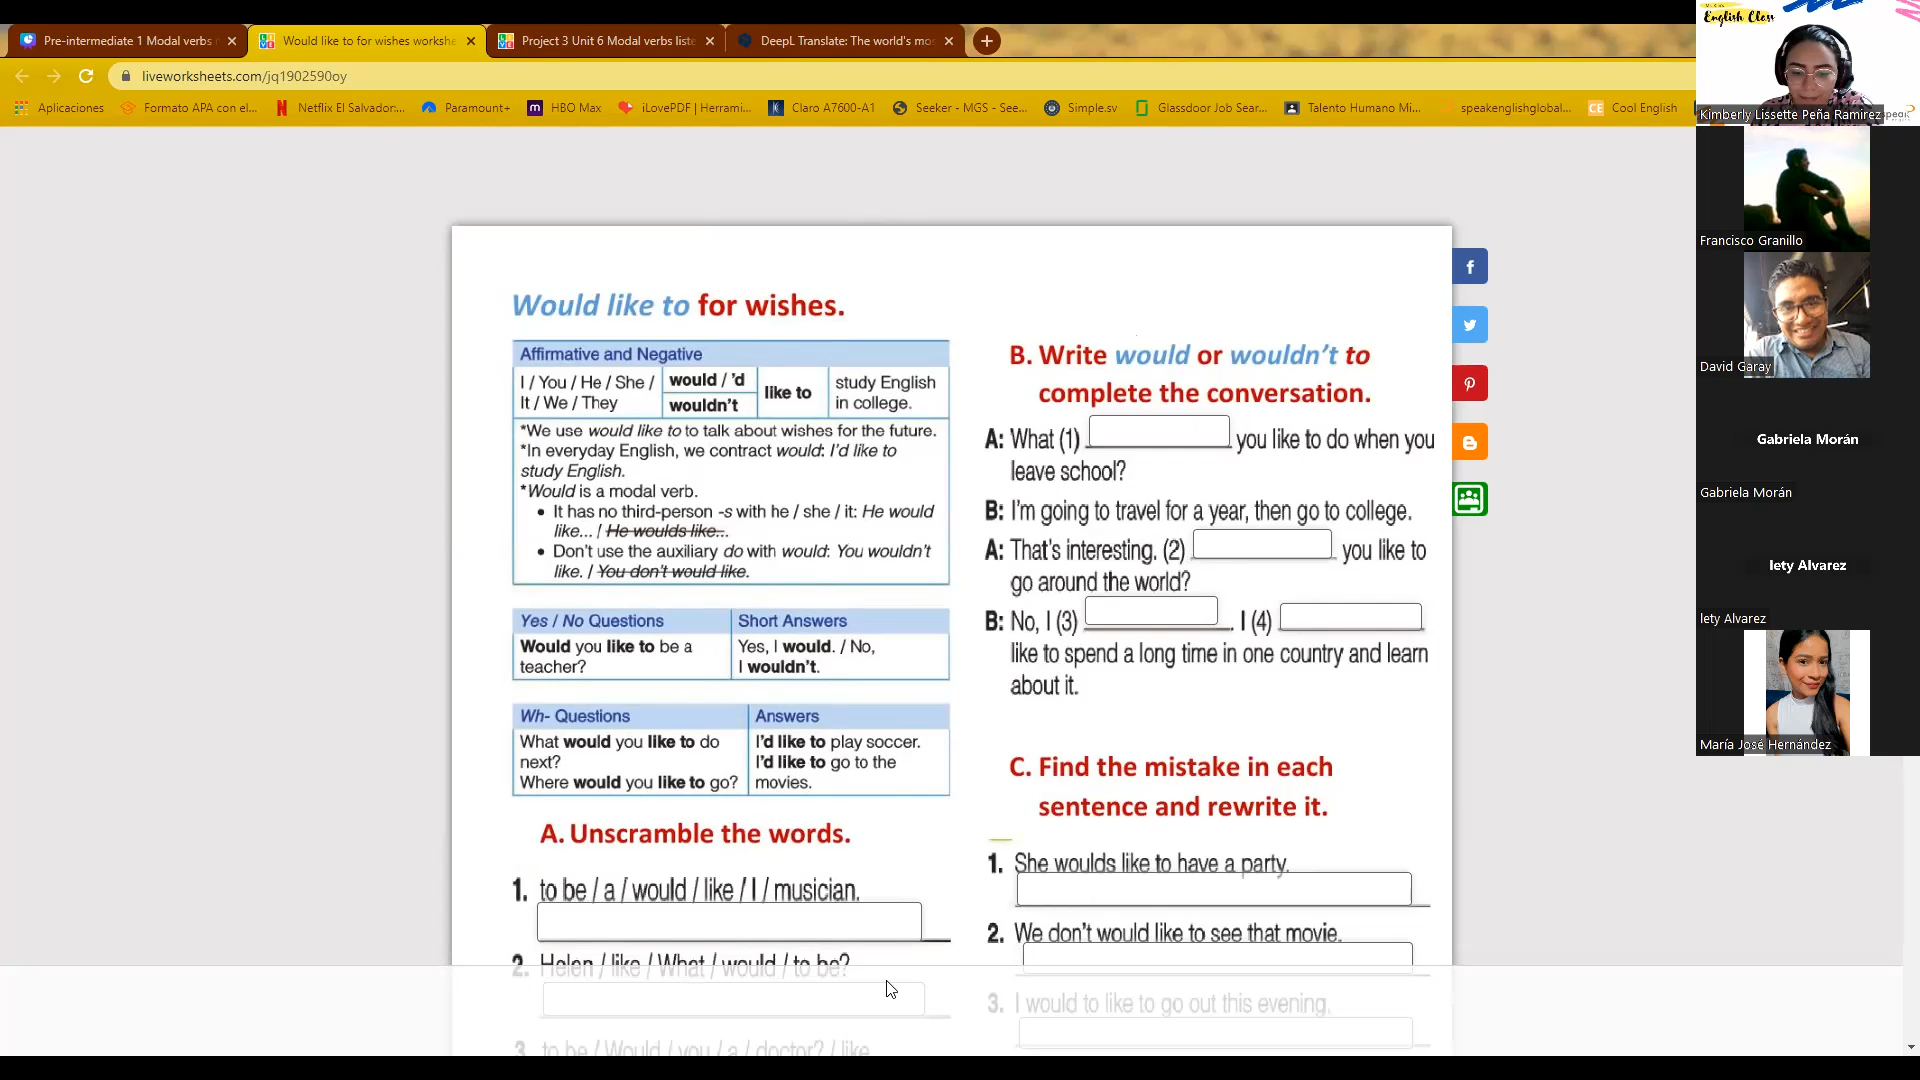 Pre-intermediate 1 Modal verbs
Would like to for wishes workshe
Project 3 Unit 6 Modal verbs liste
DeepL Translate: The world's mos
liveworksheets.com/jq1902590oy
Aplicaciones
Formato APA con el...
Netflix El Salvador:...
Paramount+
HBO Max
iLovePDF | Herrami...
Claro A7600-A1
Seeker - MGS - See...
Simple.sv
Glassdoor Job Sear...
Talento Humano Mi...
speakenglishglobal...
CE Cool English
English Class
Kimberly Lissette Peña Ramirez
speak
Francisco Granillo
David Garay
Gabriela Morán
Gabriela Morán
lety Alvarez
lety Alvarez
María José Hernández
Would like to for wishes.
Affirmative and Negative
I / You / He / She /
It / We / They
would / 'd
wouldn't
like to
study English
in college.
*We use would like to to talk about wishes for the future.
*In everyday English, we contract would: I'd like to
study English.
*Would is a modal verb.
• It has no third-person -s with he / she / it: He would
like... / He woulds like...
• Don't use the auxiliary do with would: You wouldn't
like. / You don't would like.
Yes / No Questions
Short Answers
Would you like to be a
teacher?
Yes, I would. / No,
I wouldn't.
Wh- Questions
Answers
What would you like to do
next?
Where would you like to go?
I'd like to play soccer.
I'd like to go to the
movies.
A. Unscramble the words.
1. to be / a / would / like / I / musician.
2. Helen / like / What / would / to be?
3. to be / Would / you / a / doctor? / like
B. Write would or wouldn't to
complete the conversation.
A: What (1) you like to do when you
leave school?
B: I'm going to travel for a year, then go to college.
A: That's interesting. (2) you like to
go around the world?
B: No, I (3) . I (4)
like to spend a long time in one country and learn
about it.
C. Find the mistake in each
sentence and rewrite it.
1. She woulds like to have a party.
2. We don't would like to see that movie.
3. I would to like to go out this evening.